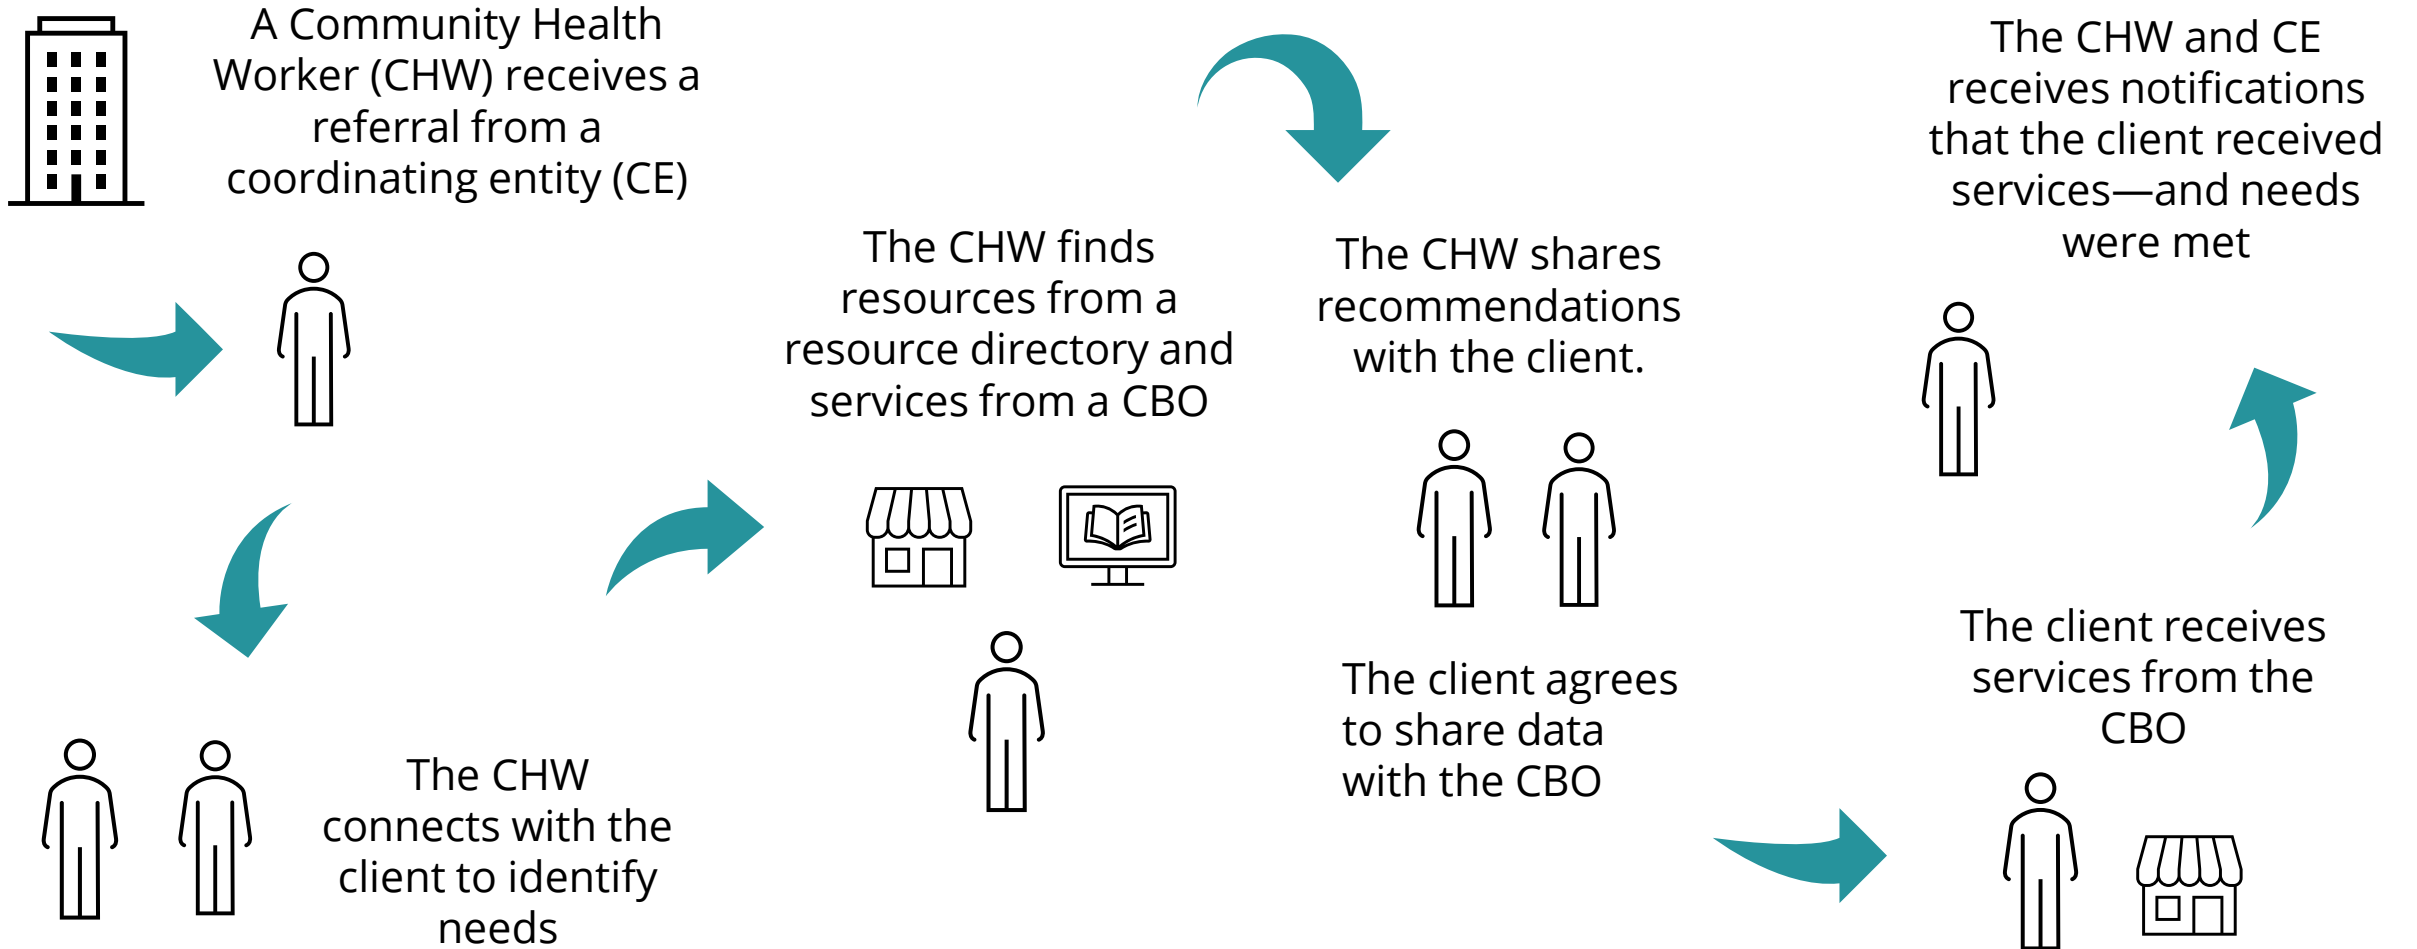 A Community Health
Worker (CHW) receives a
referral from a
coordinating entity (CE)
The CHW
connects with the
client to identify
needs
The CHW finds
resources from a
resource directory and
services from a CBO
The CHW shares
recommendations
with the client.
The client agrees
to share data
with the CBO
The client receives
services from the
CBO
The CHW and CE
receives notifications
that the client received
services—and needs
were met